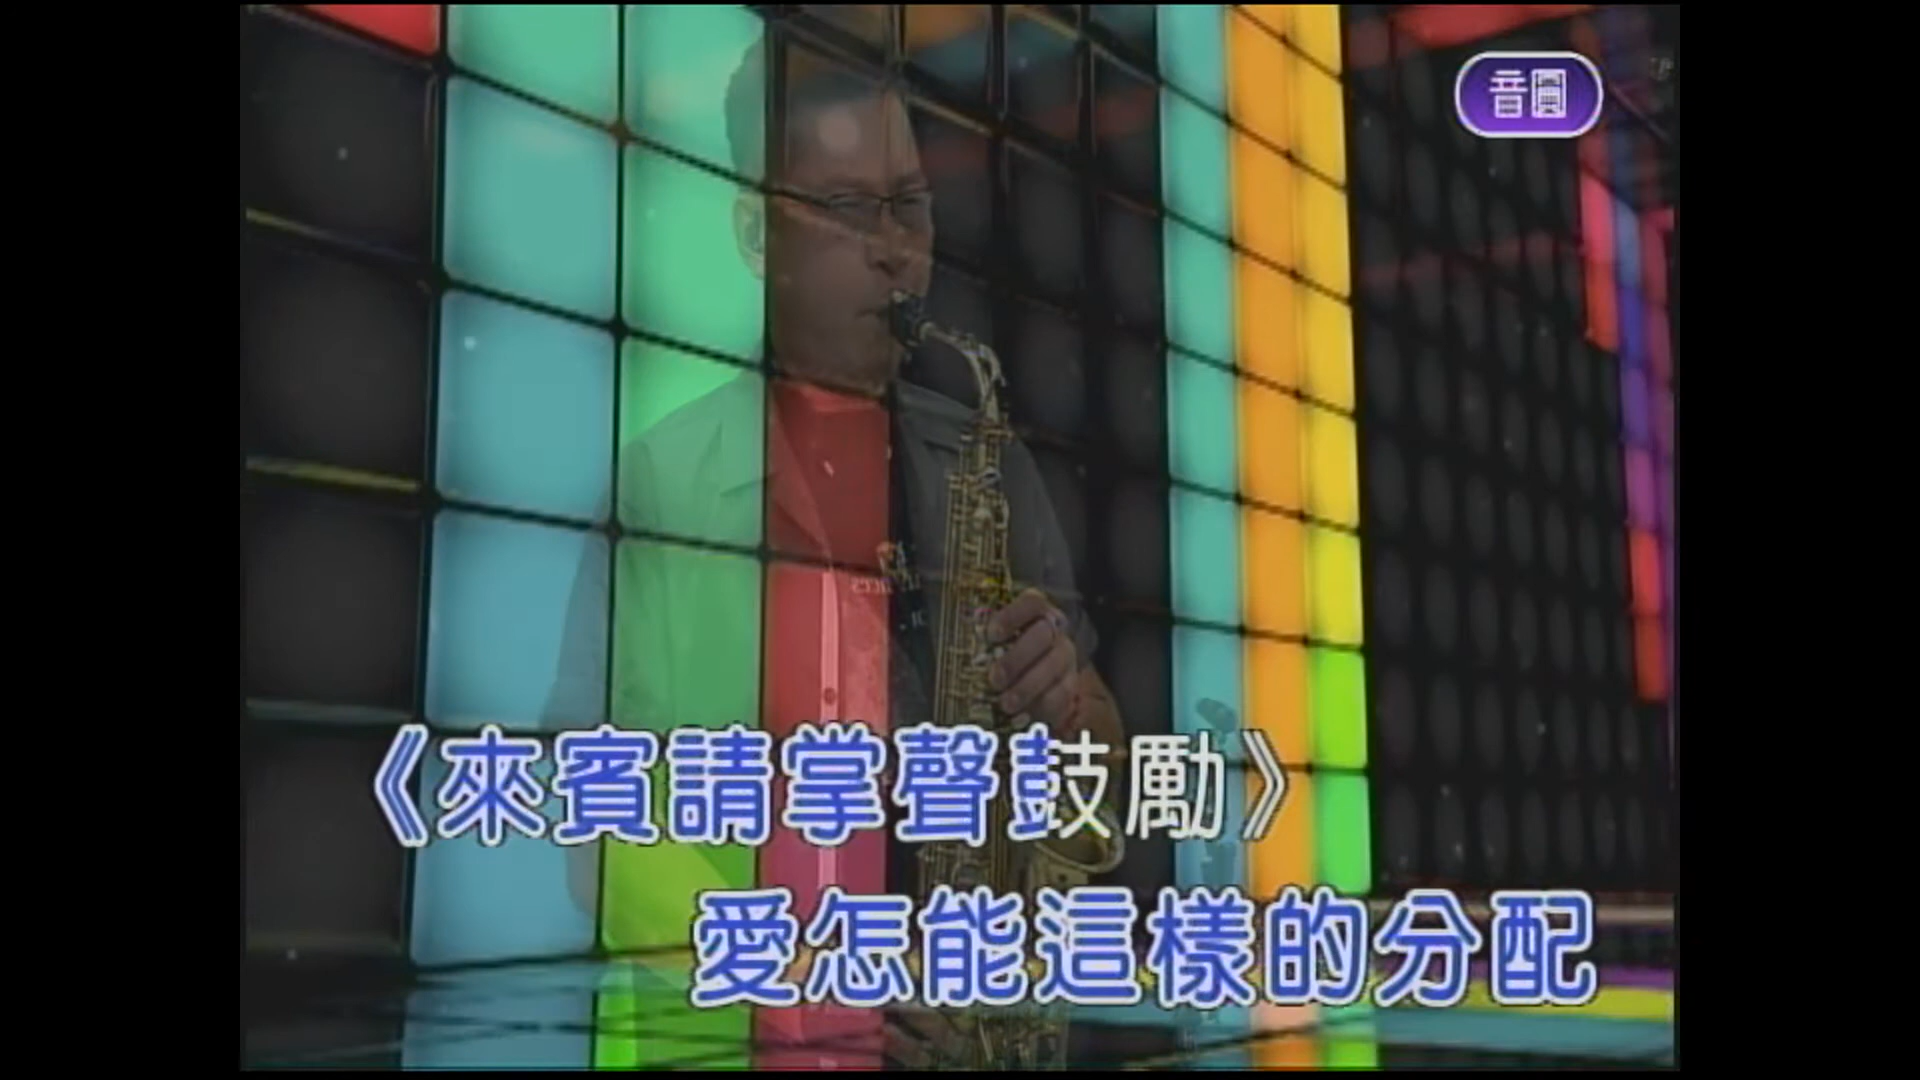 音圓
《來賓請掌聲鼓勵》
愛怎能這樣的分配